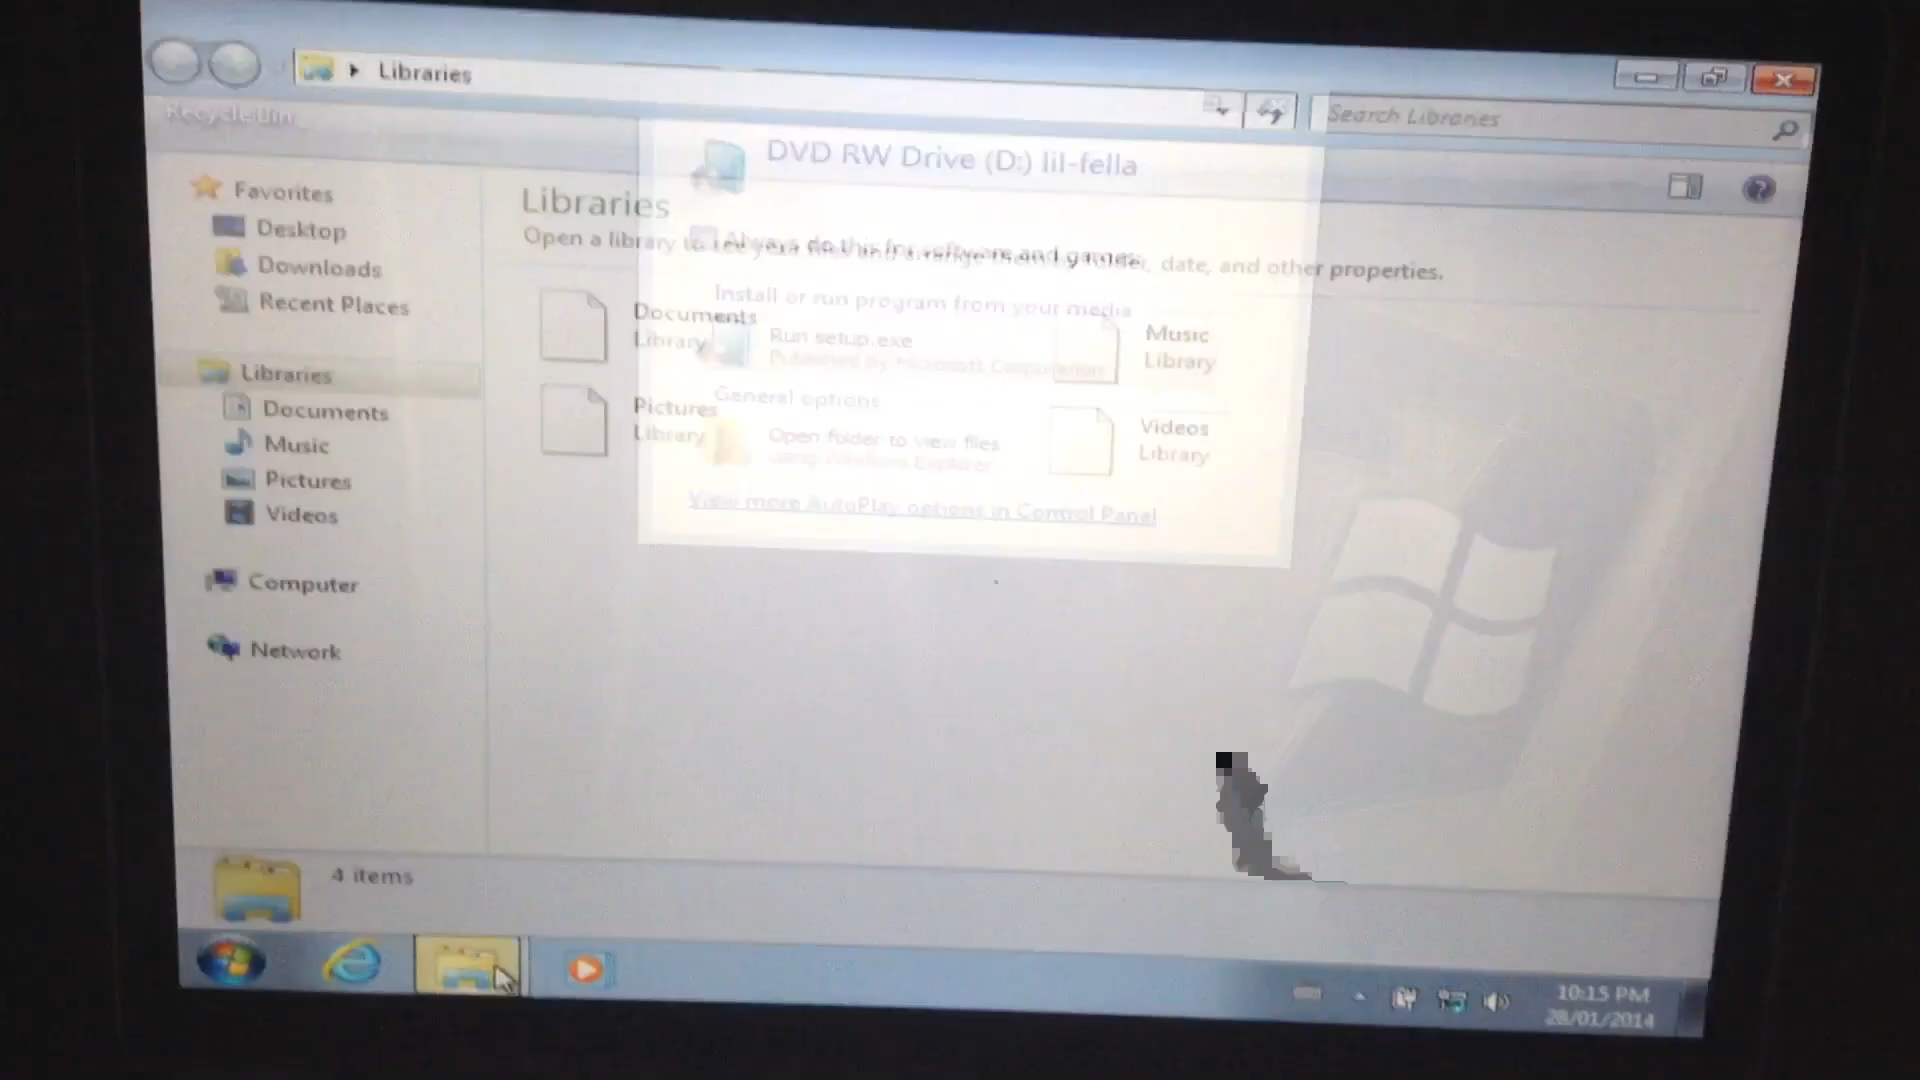 Libraries
Search Libraries
Recycle Bin
DVD RW Drive (D:) lil-fella
Favorites
Desktop
Downloads
Recent Places
Libraries
Documents
Music
Pictures
Videos
Computer
Network
Libraries
Open a library to see your files and arrange them by folder, date, and other properties.
Always do this for software and games:
Install or run program from your media
Documents
Library
Run setup.exe
Published by Microsoft Corporation
Music
Library
General options
Pictures
Library
Open folder to view files
using Windows Explorer
Videos
Library
View more AutoPlay options in Control Panel
4 items
10:15 PM
28/01/2014